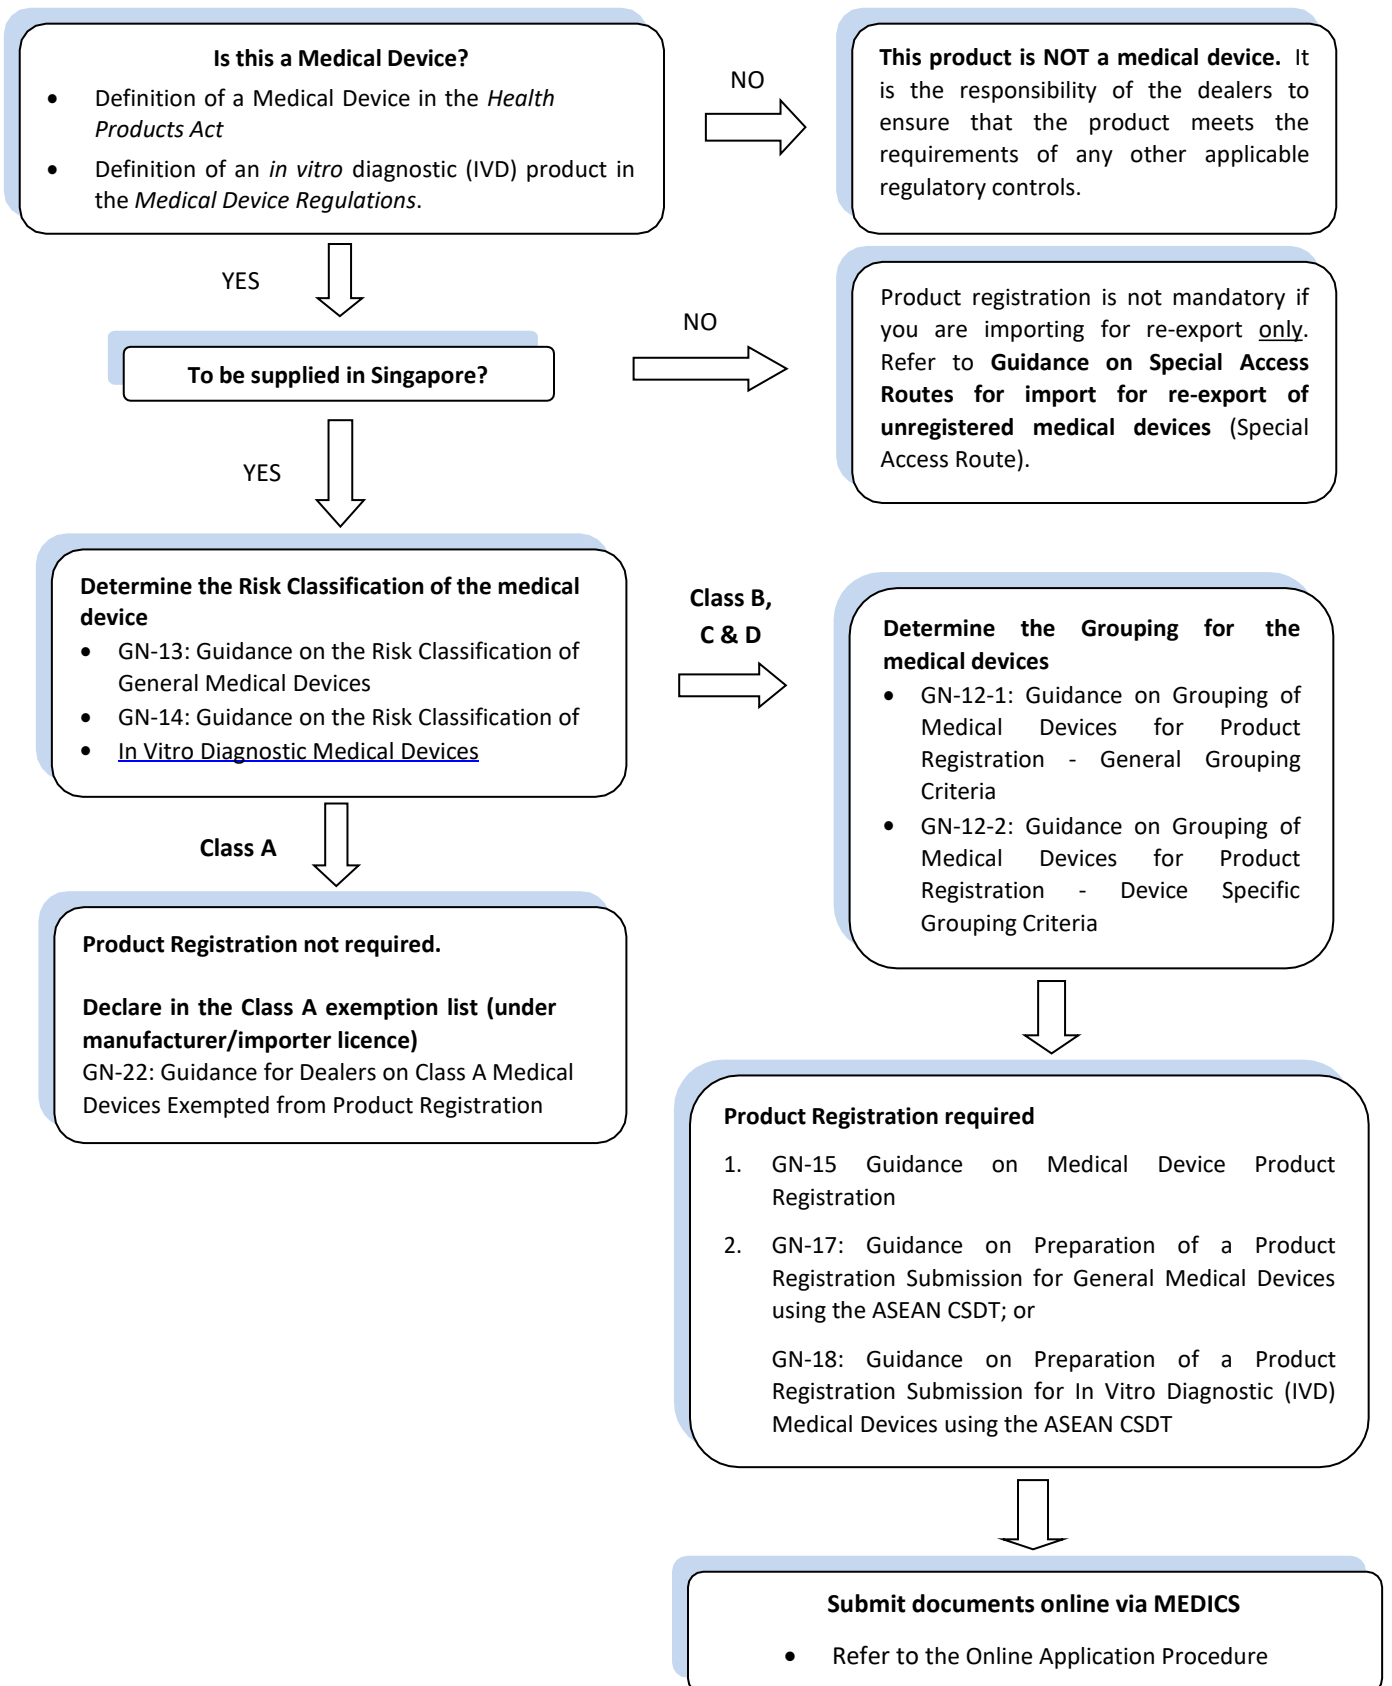 Is this a Medical Device?
• Definition of a Medical Device in the Health
Products Act
• Definition of an in vitro diagnostic (IVD) product in
the Medical Device Regulations.
NO
This product is NOT a medical device. It
is the responsibility of the dealers to
ensure that the product meets the
requirements of any other applicable
regulatory controls.
YES
To be supplied in Singapore?
NO
Product registration is not mandatory if
you are importing for re-export only.
Refer to Guidance on Special Access
Routes for import for re-export of
unregistered medical devices (Special
Access Route).
YES
Determine the Risk Classification of the medical
device
• GN-13: Guidance on the Risk Classification of
General Medical Devices
• GN-14: Guidance on the Risk Classification of
• In Vitro Diagnostic Medical Devices
Class B,
C & D
Determine the Grouping for the
medical devices
• GN-12-1: Guidance on Grouping of
Medical Devices for Product
Registration - General Grouping
Criteria
• GN-12-2: Guidance on Grouping of
Medical Devices for Product
Registration - Device Specific
Grouping Criteria
Class A
Product Registration not required.
Declare in the Class A exemption list (under
manufacturer/importer licence)
GN-22: Guidance for Dealers on Class A Medical
Devices Exempted from Product Registration
Product Registration required
1. GN-15 Guidance on Medical Device Product
Registration
2. GN-17: Guidance on Preparation of a Product
Registration Submission for General Medical Devices
using the ASEAN CSDT; or
GN-18: Guidance on Preparation of a Product
Registration Submission for In Vitro Diagnostic (IVD)
Medical Devices using the ASEAN CSDT
Submit documents online via MEDICS
• Refer to the Online Application Procedure